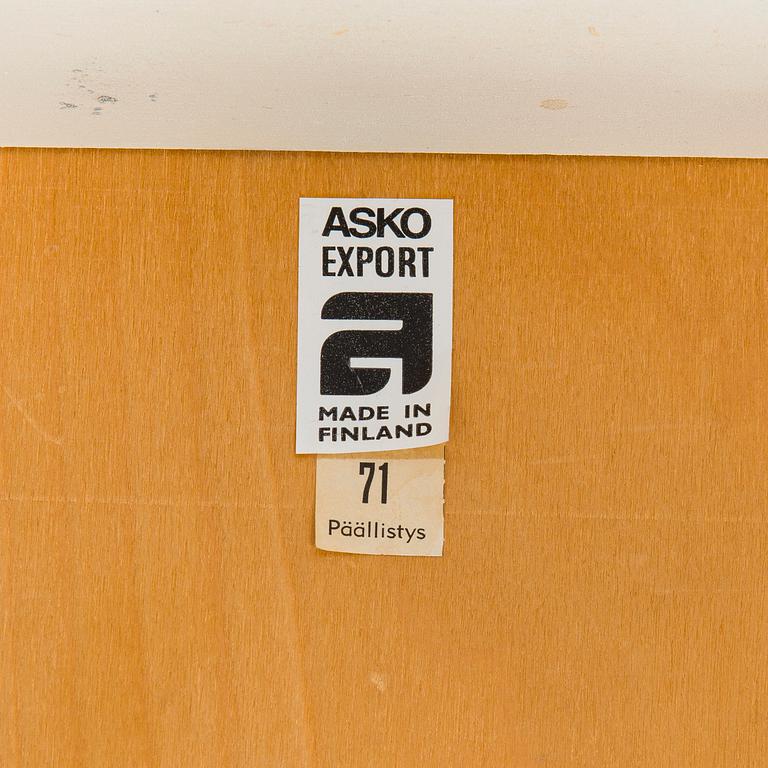 ASKO
EXPORT
a
MADE IN
FINLAND
71
Päällistys